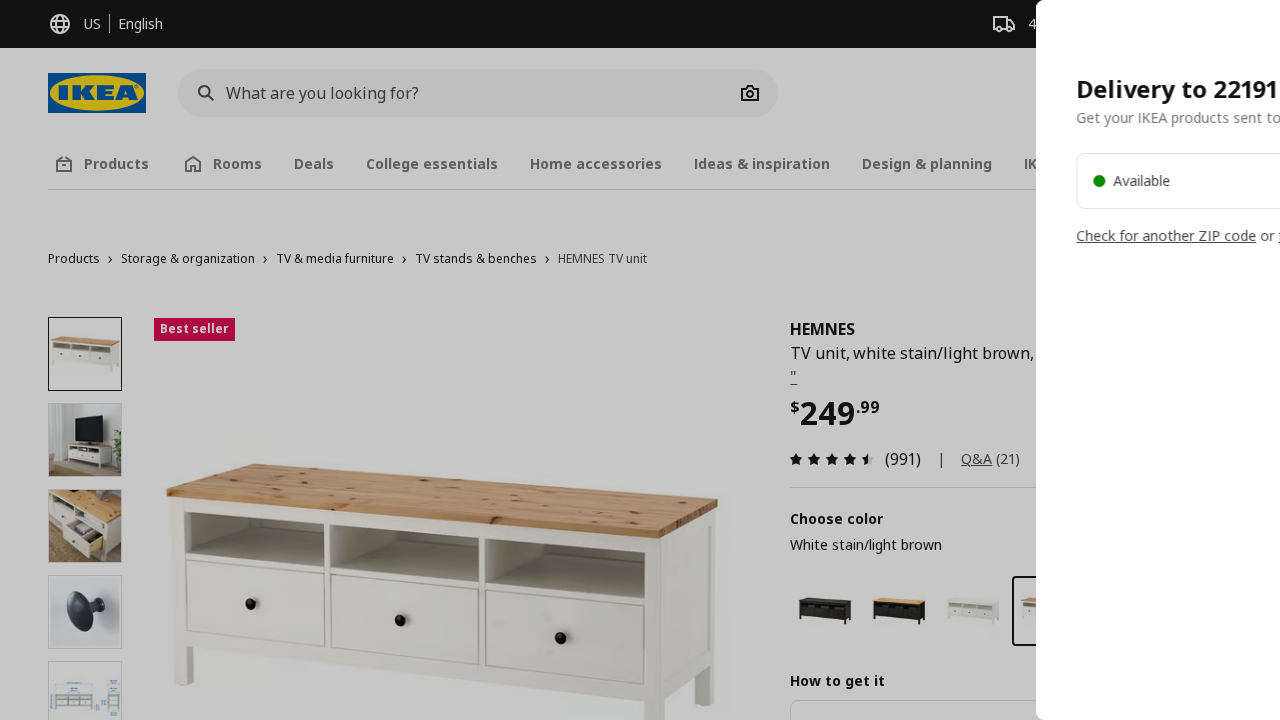 US
English
4
IKEA
What are you looking for?
Products
Rooms
Deals
College essentials
Home accessories
Ideas & inspiration
Design & planning
IK
Products › Storage & organization › TV & media furniture › TV stands & benches › HEMNES TV unit
Best seller
HEMNES
TV unit, white stain/light brown,
"
$249.99
(991)
|
Q&A (21)
Choose color
White stain/light brown
How to get it
Delivery to 22191
Get your IKEA products sent to
Available
Check for another ZIP code or